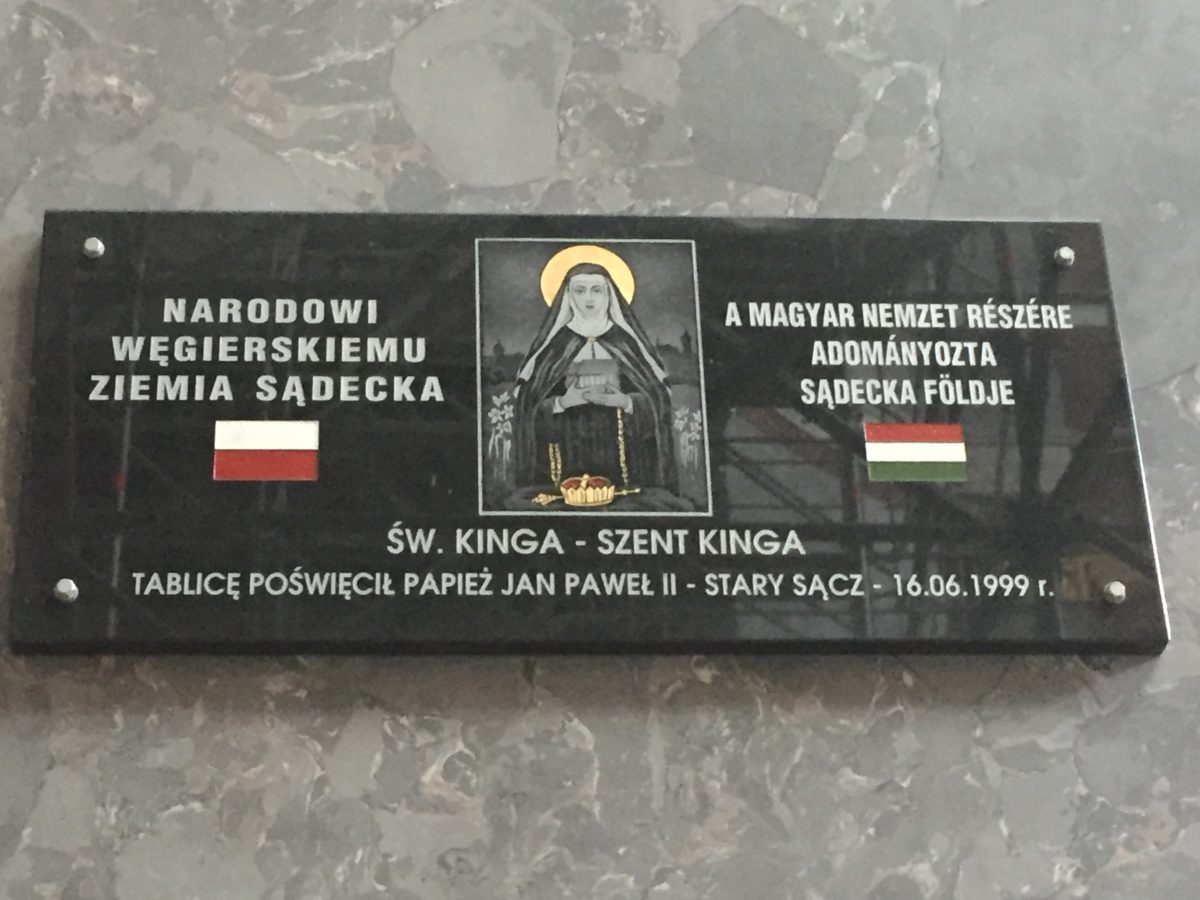 NARODOWI
WĘGIERSKIEMU
ZIEMIA SĄDECKA
A MAGYAR NEMZET RÉSZÉRE
ADOMÁNYOZTA
SĄDECKA FÖLDJE
ŚW. KINGA - SZENT KINGA
TABLICĘ POŚWIĘCIŁ PAPIEŻ JAN PAWEŁ II - STARY SĄCZ - 16.06.1999 r.